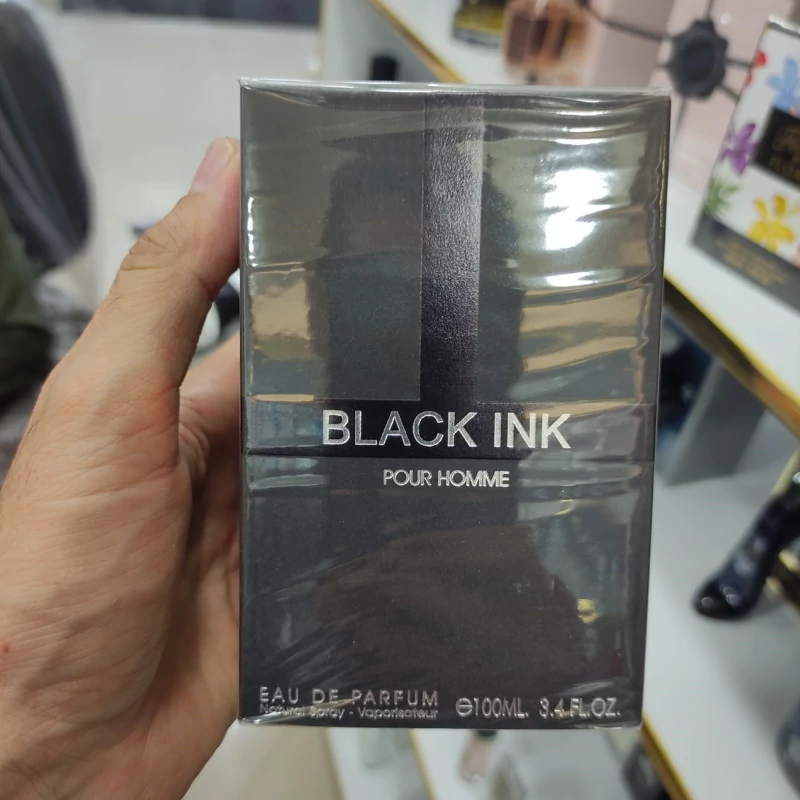 BLACK INK
POUR HOMME
EAU DE PARFUM
Natural Spray - Vaporisateur
℮100ML. 3.4 FL.OZ.